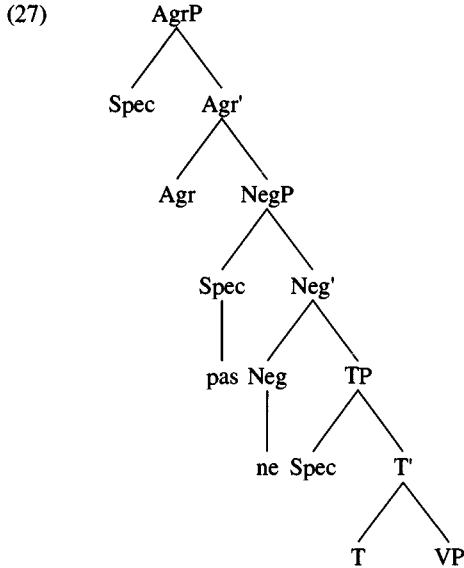 (27) AgrP
Spec Agr'
Agr NegP
Spec Neg'
pas Neg TP
ne Spec T'
T VP